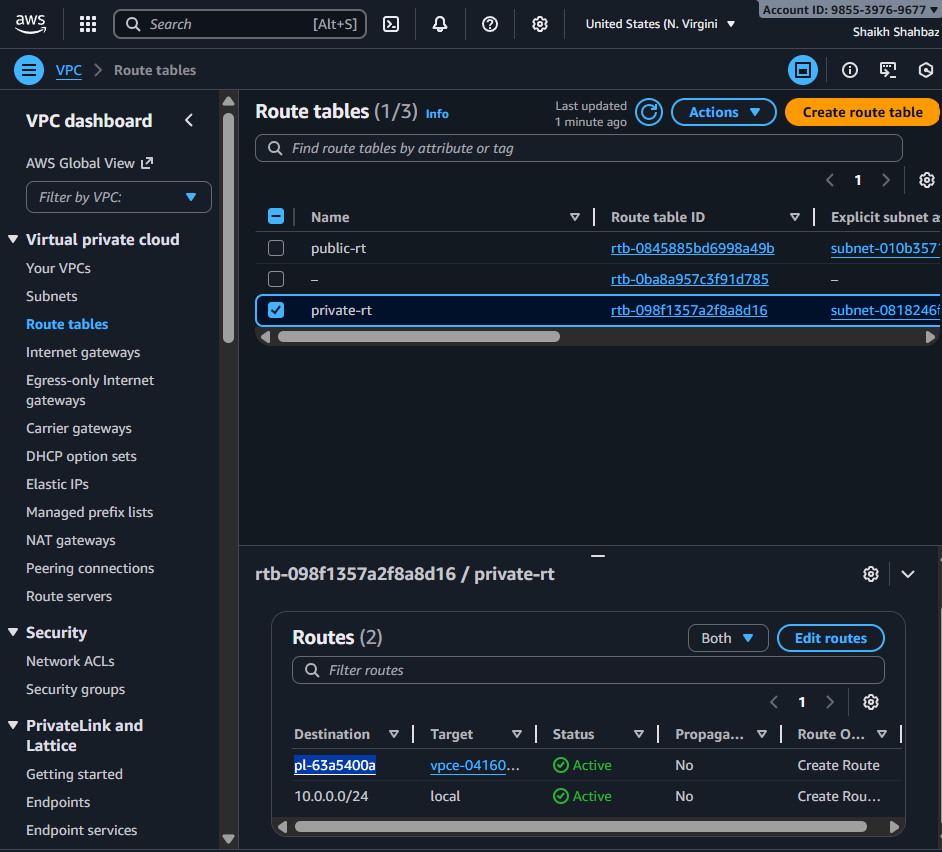 aws
Search [Alt+S]
United States (N. Virgini
Account ID: 9855-3976-9677
Shaikh Shahbaz
VPC
Route tables
VPC dashboard
AWS Global View
Filter by VPC:
Virtual private cloud
Your VPCs
Subnets
Route tables
Internet gateways
Egress-only Internet
gateways
Carrier gateways
DHCP option sets
Elastic IPs
Managed prefix lists
NAT gateways
Peering connections
Route servers
Security
Network ACLs
Security groups
PrivateLink and
Lattice
Getting started
Endpoints
Endpoint services
Route tables (1/3) Info
Last updated
1 minute ago
Actions
Create route table
Find route tables by attribute or tag
1
Name Route table ID Explicit subnet as
public-rt rtb-0845885bd6998a49b subnet-010b3571
– rtb-0ba8a957c3f91d785 –
private-rt rtb-098f1357a2f8a8d16 subnet-0818246f
rtb-098f1357a2f8a8d16 / private-rt
Routes (2)
Both
Edit routes
Filter routes
1
Destination Target Status Propaga... Route O...
pl-63a5400a vpce-04160... Active No Create Route
10.0.0.0/24 local Active No Create Rou...